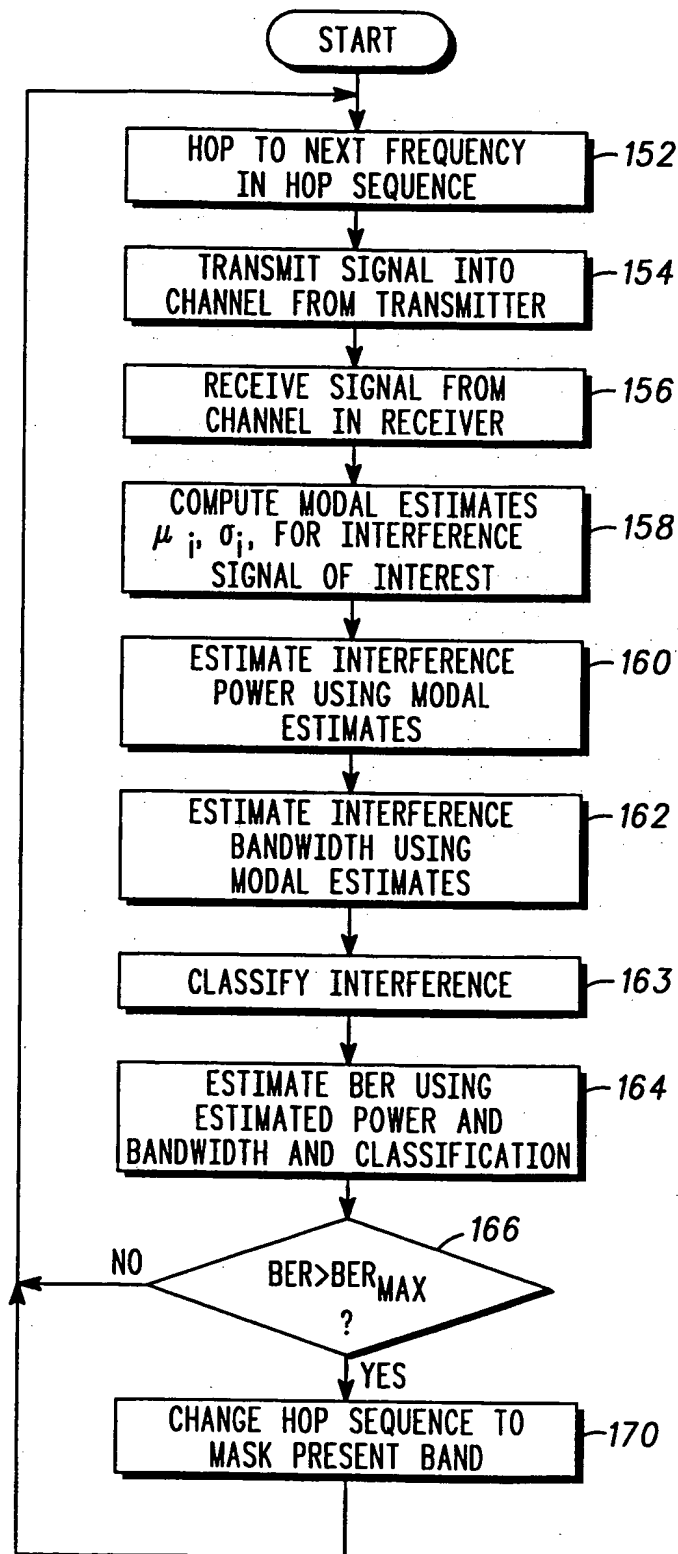 START
HOP TO NEXT FREQUENCY
IN HOP SEQUENCE
152
TRANSMIT SIGNAL INTO
CHANNEL FROM TRANSMITTER
154
RECEIVE SIGNAL FROM
CHANNEL IN RECEIVER
156
COMPUTE MODAL ESTIMATES
μ j, σj, FOR INTERFERENCE
SIGNAL OF INTEREST
158
ESTIMATE INTERFERENCE
POWER USING MODAL
ESTIMATES
160
ESTIMATE INTERFERENCE
BANDWIDTH USING
MODAL ESTIMATES
162
CLASSIFY INTERFERENCE
163
ESTIMATE BER USING
ESTIMATED POWER AND
BANDWIDTH AND CLASSIFICATION
164
166
NO
BER>BERMAX
?
YES
CHANGE HOP SEQUENCE TO
MASK PRESENT BAND
170